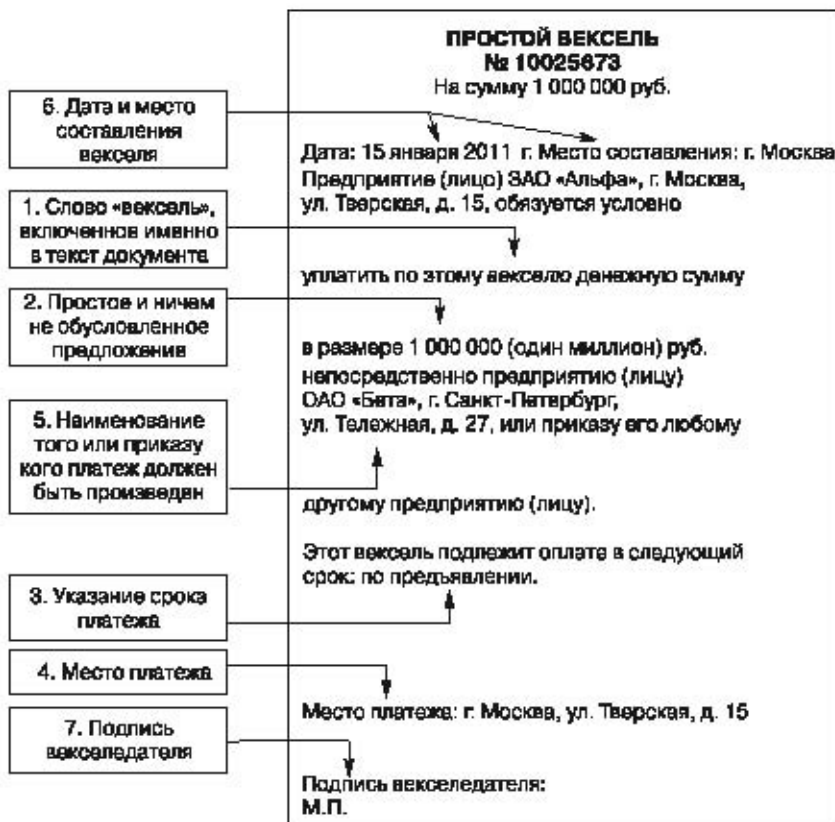 ПРОСТОЙ ВЕКСЕЛЬ
№ 10025673
На сумму 1 000 000 руб.
6. Дата и место
составления
векселя
Дата: 15 января 2011 г. Место составления: г. Москва
Предприятие (лицо) ЗАО «Альфа», г. Москва,
ул. Тверская, д. 15, обязуется условно
1. Слово «вексель»,
включенное именно
в текст документа
уплатить по этому векселю денежную сумму
2. Простое и ничем
не обусловленное
предложение
в размере 1 000 000 (один миллион) руб.
непосредственно предприятию (лицу)
ОАО «Бета», г. Санкт-Петербург,
ул. Тележная, д. 27, или приказу его любому
5. Наименование
того или приказу
кого платеж должен
быть произведен
другому предприятию (лицу).
Этот вексель подлежит оплате в следующий
срок: по предъявлении.
3. Указание срока
платежа
4. Место платежа
Место платежа: г. Москва, ул. Тверская, д. 15
7. Подпись
векселедателя
Подпись векселедателя:
М.П.